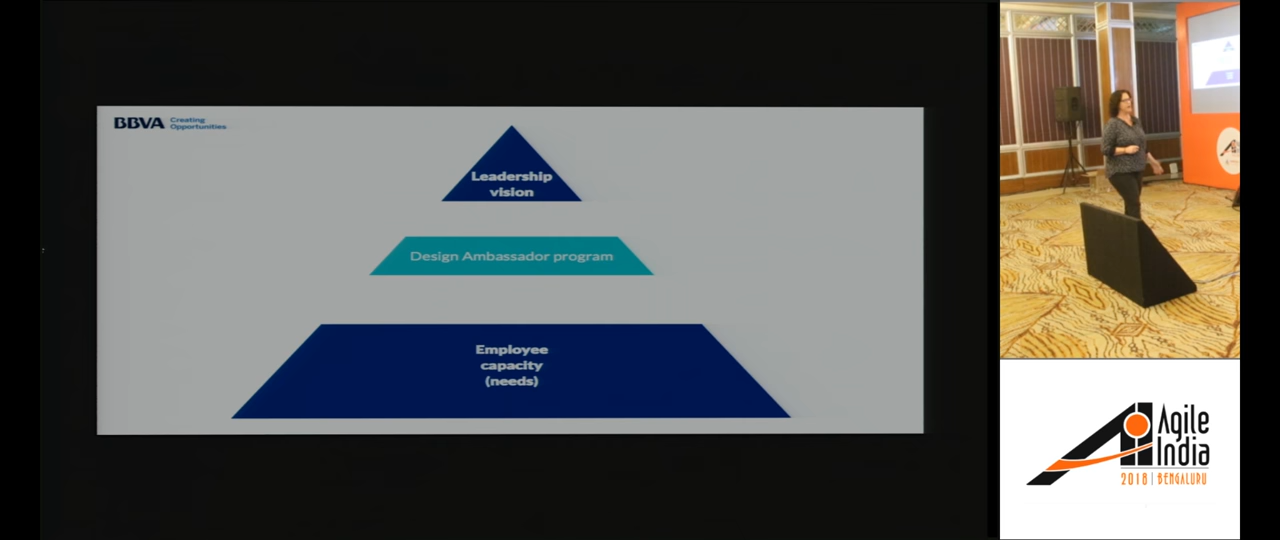 BBVA
Creating
Opportunities
Leadership
vision
Design Ambassador program
Employee
capacity
(needs)
Agile
India
2018 | BENGALURU